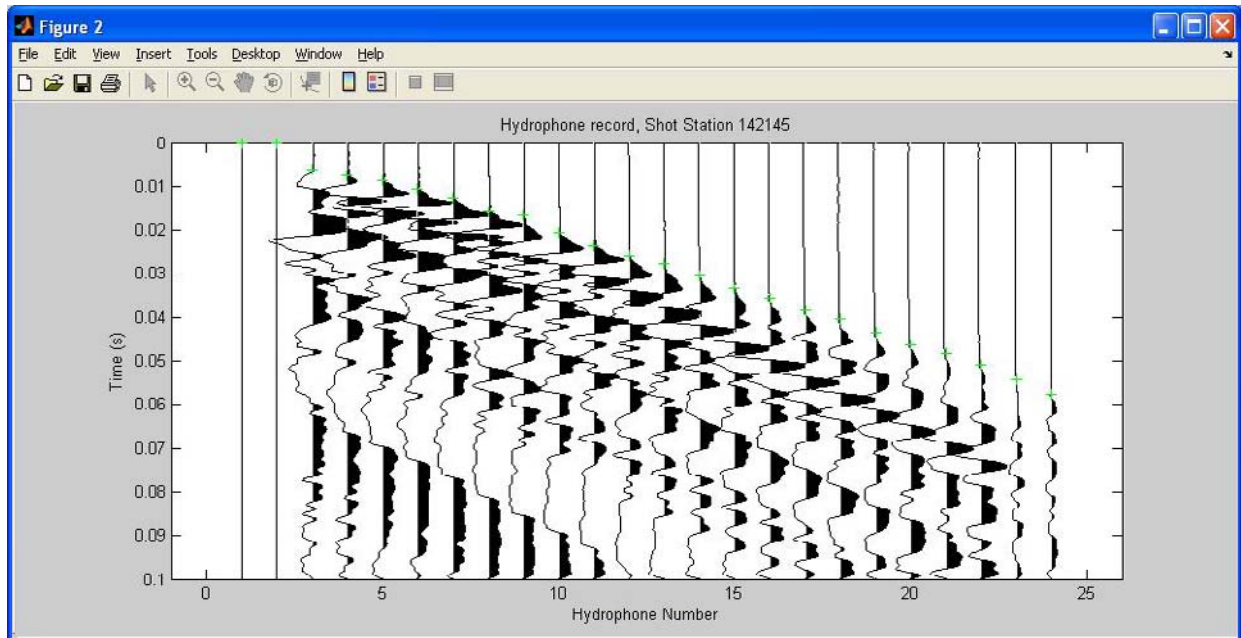 Figure 2
File Edit View Insert Tools Desktop Window Help
Hydrophone record, Shot Station 142145
0
0.01
0.02
0.03
0.04
0.05
0.06
0.07
0.08
0.09
0.1
Time (s)
0 5 10 15 20 25
Hydrophone Number